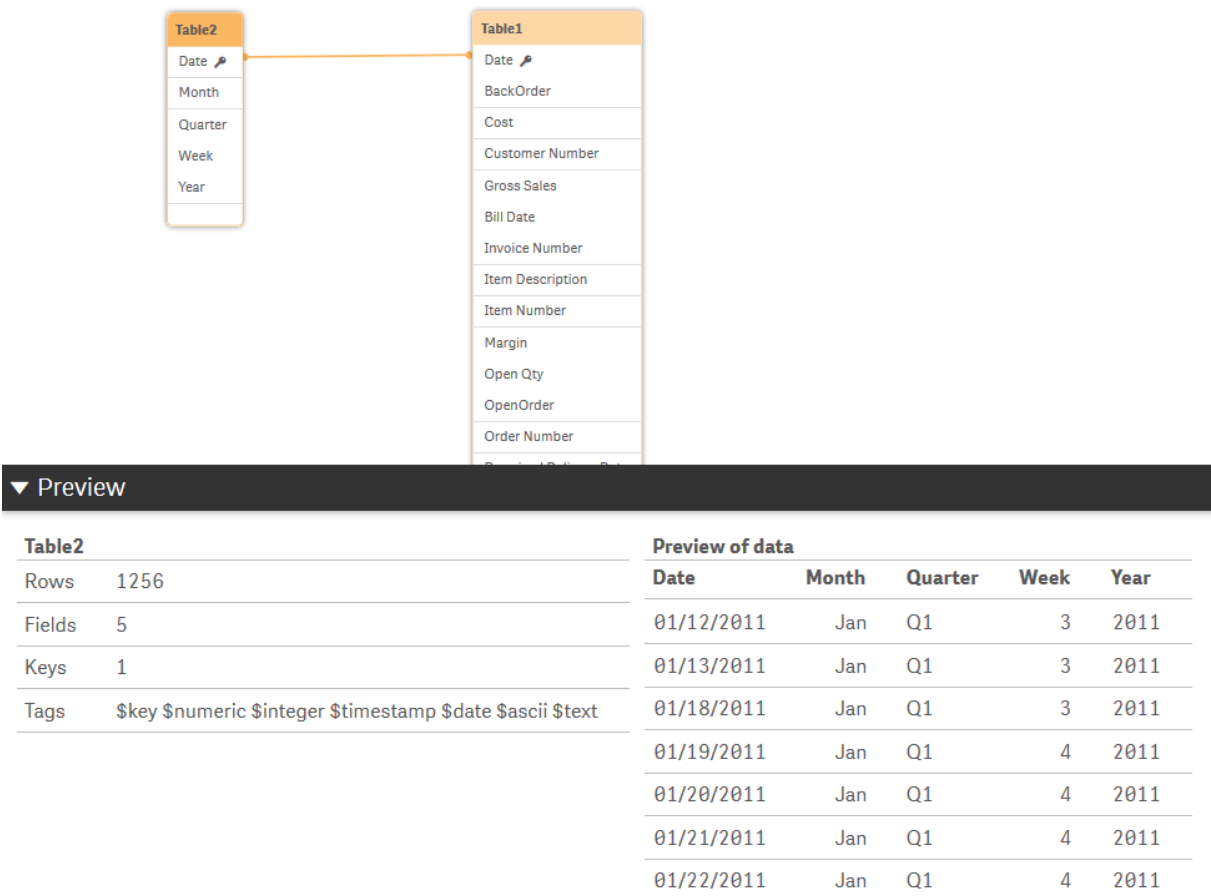 Table2
Date
Month
Quarter
Week
Year
Table1
Date
BackOrder
Cost
Customer Number
Gross Sales
Bill Date
Invoice Number
Item Description
Item Number
Margin
Open Qty
OpenOrder
Order Number
Preview
Table2
Rows 1256
Fields 5
Keys 1
Tags $key $numeric $integer $timestamp $date $ascii $text
Preview of data
Date Month Quarter Week Year
01/12/2011 Jan Q1 3 2011
01/13/2011 Jan Q1 3 2011
01/18/2011 Jan Q1 3 2011
01/19/2011 Jan Q1 4 2011
01/20/2011 Jan Q1 4 2011
01/21/2011 Jan Q1 4 2011
01/22/2011 Jan Q1 4 2011